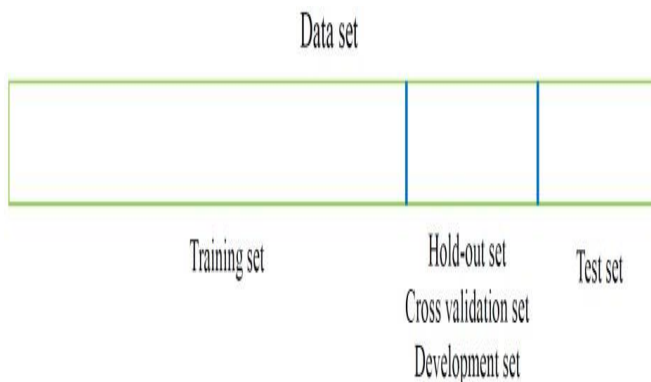 Data set
Training set
Hold-out set
Cross validation set
Development set
Test set